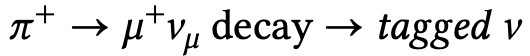 π⁺ → μ⁺ν_μ decay → tagged ν